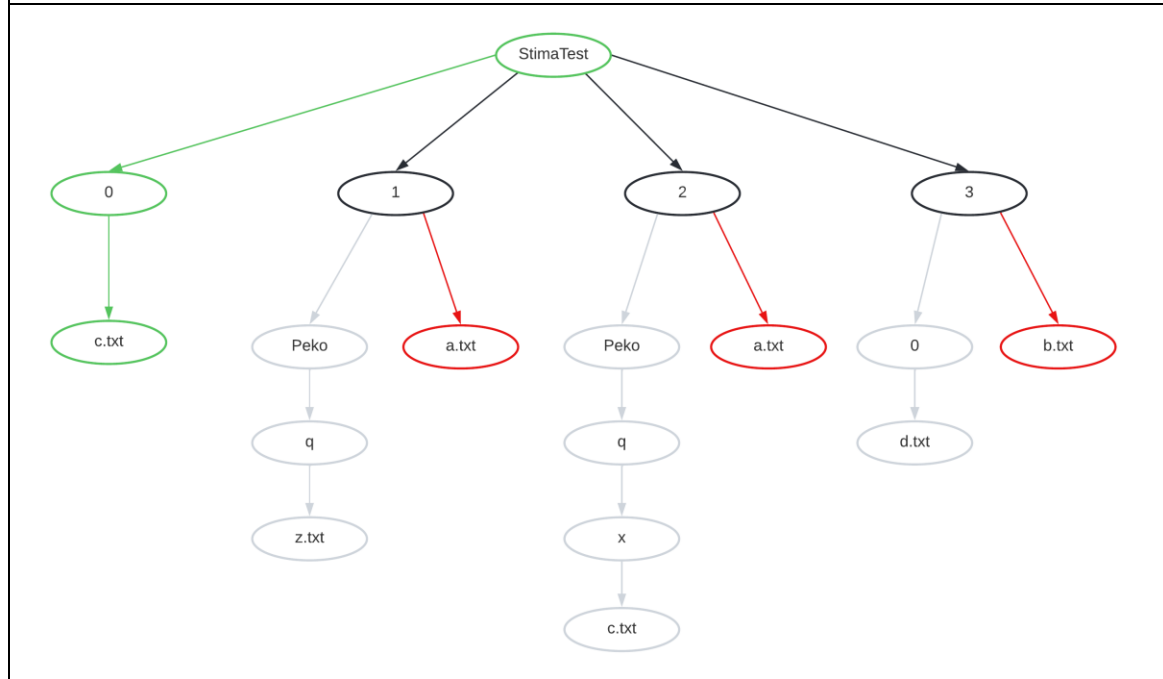 StimaTest
0
1
2
3
c.txt
Peko
a.txt
Peko
a.txt
0
b.txt
q
q
d.txt
z.txt
x
c.txt